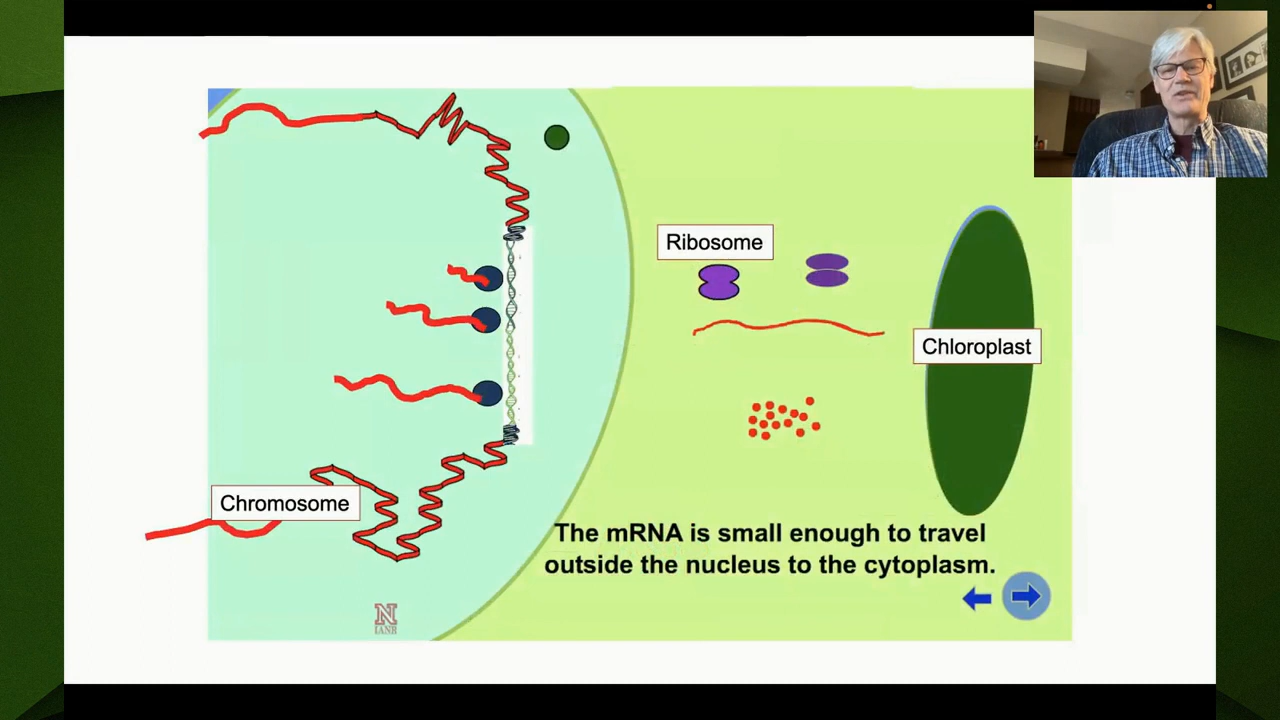 Ribosome
Chloroplast
Chromosome
The mRNA is small enough to travel
outside the nucleus to the cytoplasm.
N
IANR